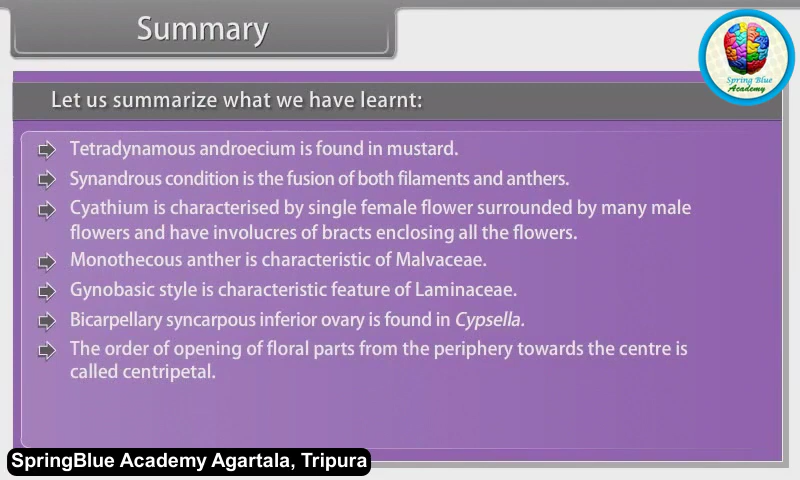 Summary
Spring Blue
Academy
Let us summarize what we have learnt:
Tetradynamous androecium is found in mustard.
Synandrous condition is the fusion of both filaments and anthers.
Cyathium is characterised by single female flower surrounded by many male
flowers and have involucres of bracts enclosing all the flowers.
Monothecous anther is characteristic of Malvaceae.
Gynobasic style is characteristic feature of Laminaceae.
Bicarpellary syncarpous inferior ovary is found in Cypsella.
The order of opening of floral parts from the periphery towards the centre is
called centripetal.
SpringBlue Academy Agartala, Tripura